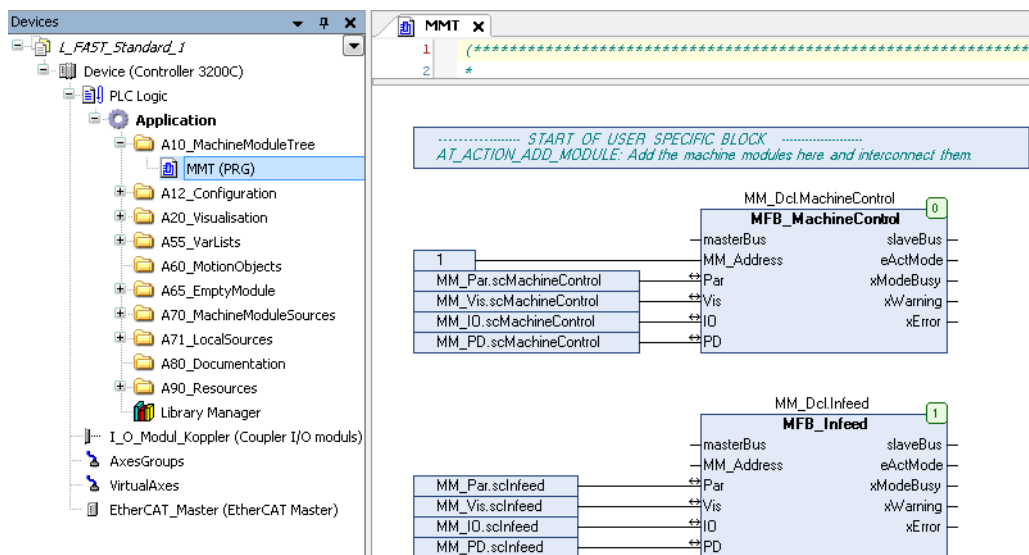 Devices
L_FAST_Standard_1
Device (Controller 3200C)
PLC Logic
Application
A10_MachineModuleTree
MMT (PRG)
A12_Configuration
A20_Visualisation
A55_VarLists
A60_MotionObjects
A65_EmptyModule
A70_MachineModuleSources
A71_LocalSources
A80_Documentation
A90_Resources
Library Manager
I_O_Modul_Koppler (Coupler I/O moduls)
AxesGroups
VirtualAxes
EtherCAT_Master (EtherCAT Master)
MMT
1 (******************************************************************
2 *
------------------ START OF USER SPECIFIC BLOCK ------------------
AT_ACTION_ADD_MODULE: Add the machine modules here and interconnect them.
MM_Dcl.MachineControl
0
MFB_MachineControl
masterBus slaveBus
1 MM_Address eActMode
MM_Par.scMachineControl Par xModeBusy
MM_Vis.scMachineControl Vis xWarning
MM_IO.scMachineControl IO xError
MM_PD.scMachineControl PD
MM_Dcl.Infeed
1
MFB_Infeed
masterBus slaveBus
MM_Address eActMode
MM_Par.scInfeed Par xModeBusy
MM_Vis.scInfeed Vis xWarning
MM_IO.scInfeed IO xError
MM_PD.scInfeed PD